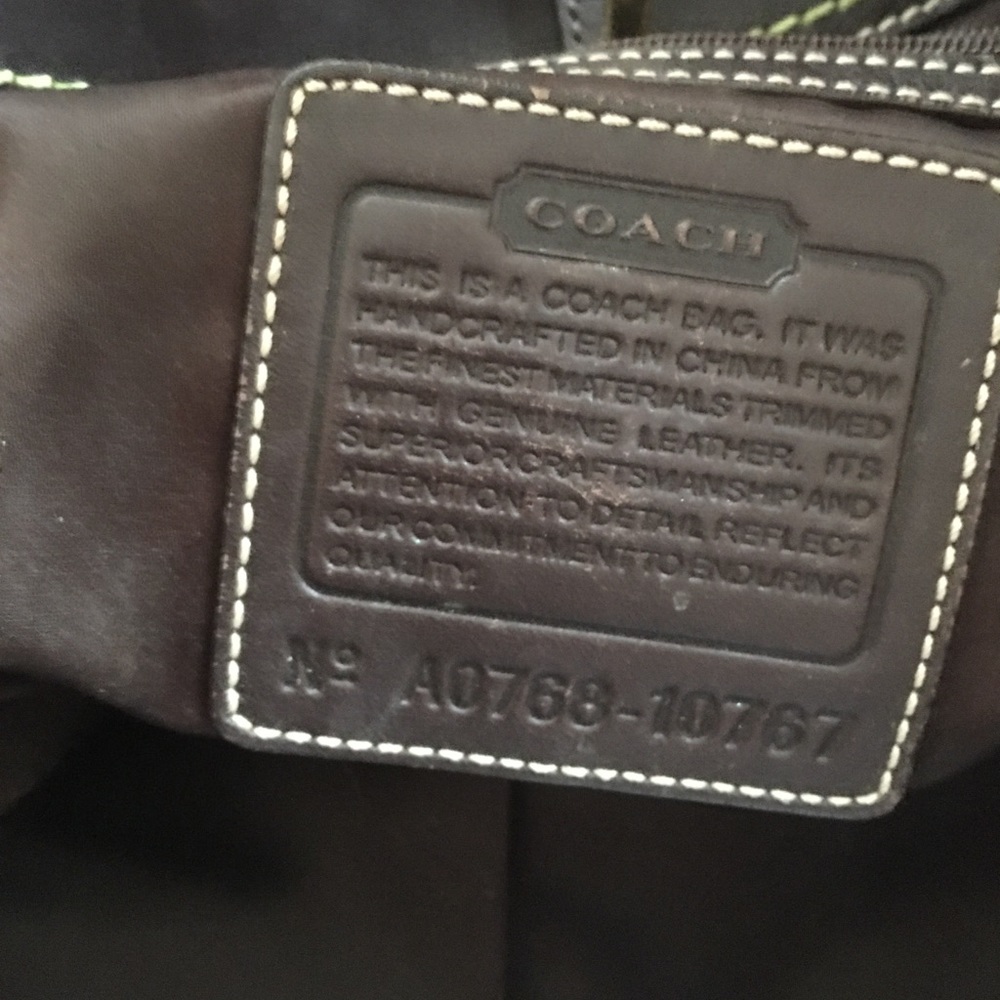 COACH
THIS IS A COACH BAG. IT WAS
HANDCRAFTED IN CHINA FROM
THE FINEST MATERIALS TRIMMED
WITH GENUINE LEATHER. ITS
SUPERIOR CRAFTSMANSHIP AND
ATTENTION TO DETAIL REFLECT
OUR COMMITMENT TO ENDURING
QUALITY.
Nº A0768-10767